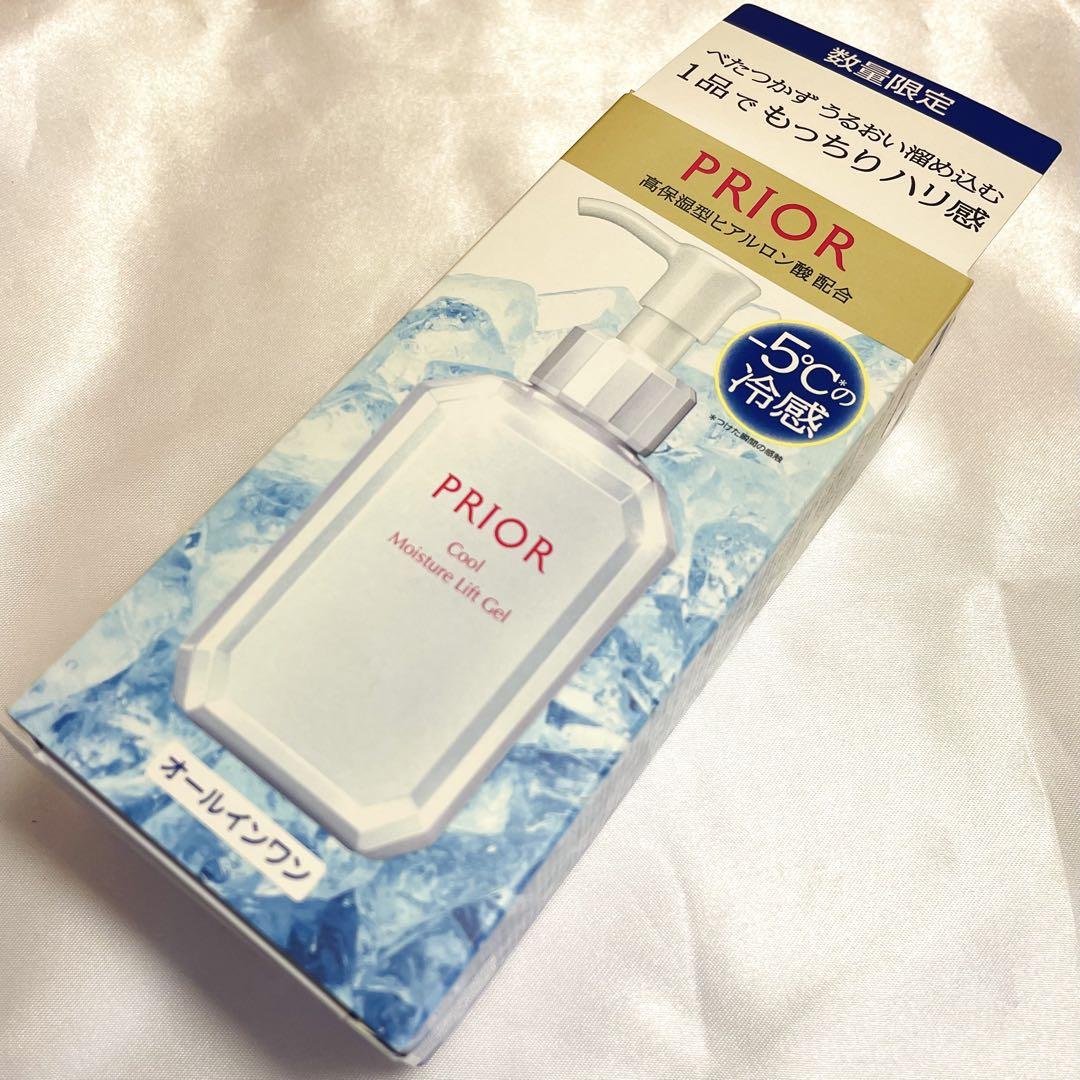 数量限定
べたつかず うるおい溜め込む
1品で もっちりハリ感
PRIOR
高保湿型ヒアルロン酸 配合
-5℃*の
冷感
*つけた瞬間の感触
PRIOR
Cool
Moisture Lift Gel
オールインワン